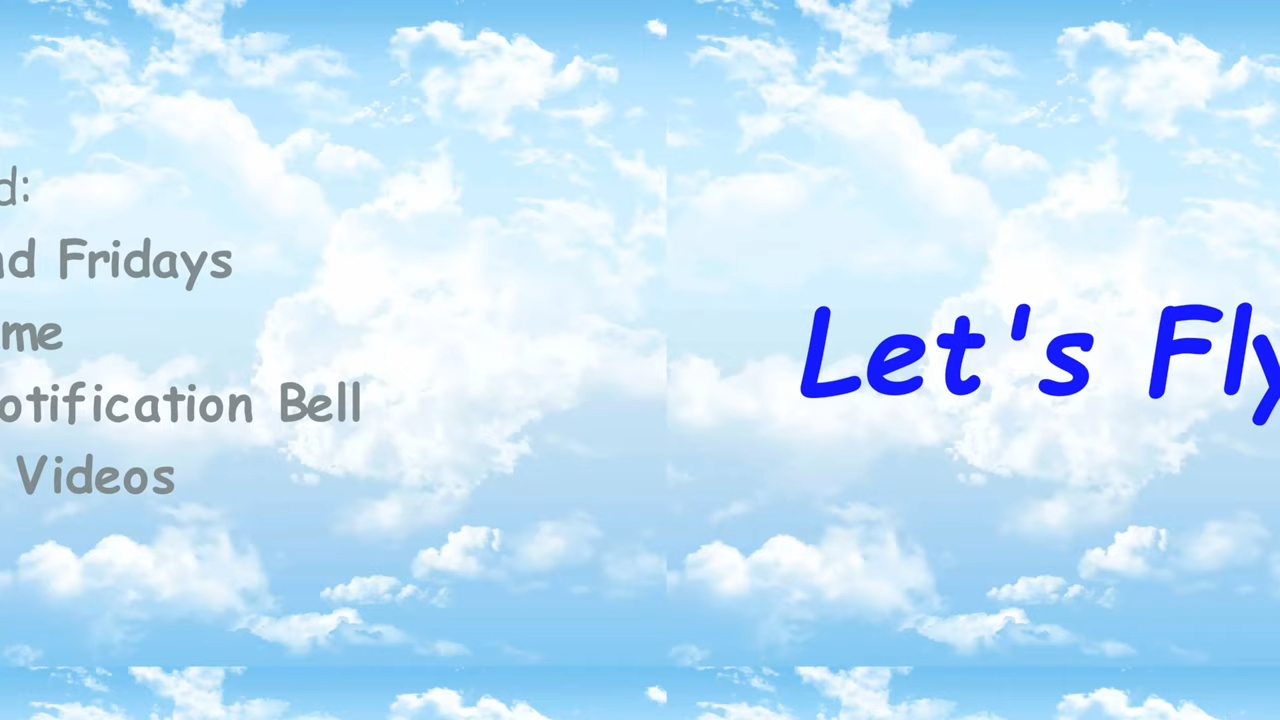 d:
nd Fridays
me
otification Bell
Videos
Let's Fly